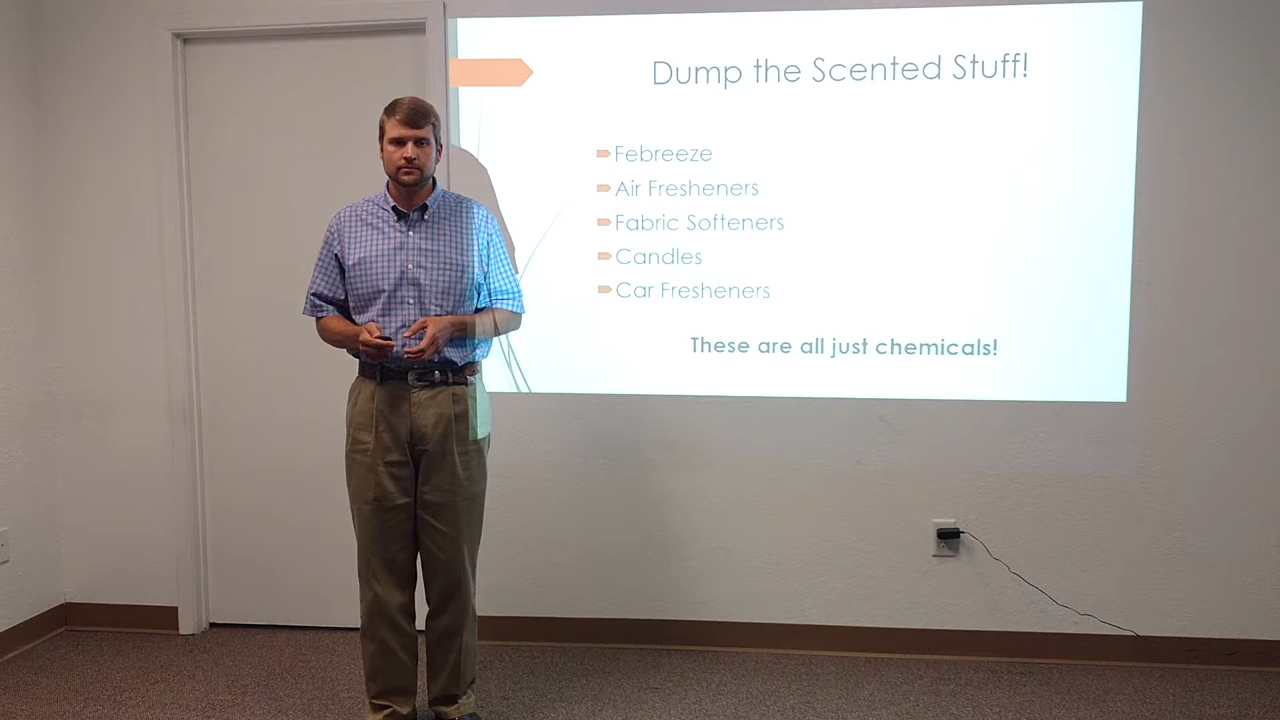 Dump the Scented Stuff!
Febreeze
Air Fresheners
Fabric Softeners
Candles
Car Fresheners
These are all just chemicals!